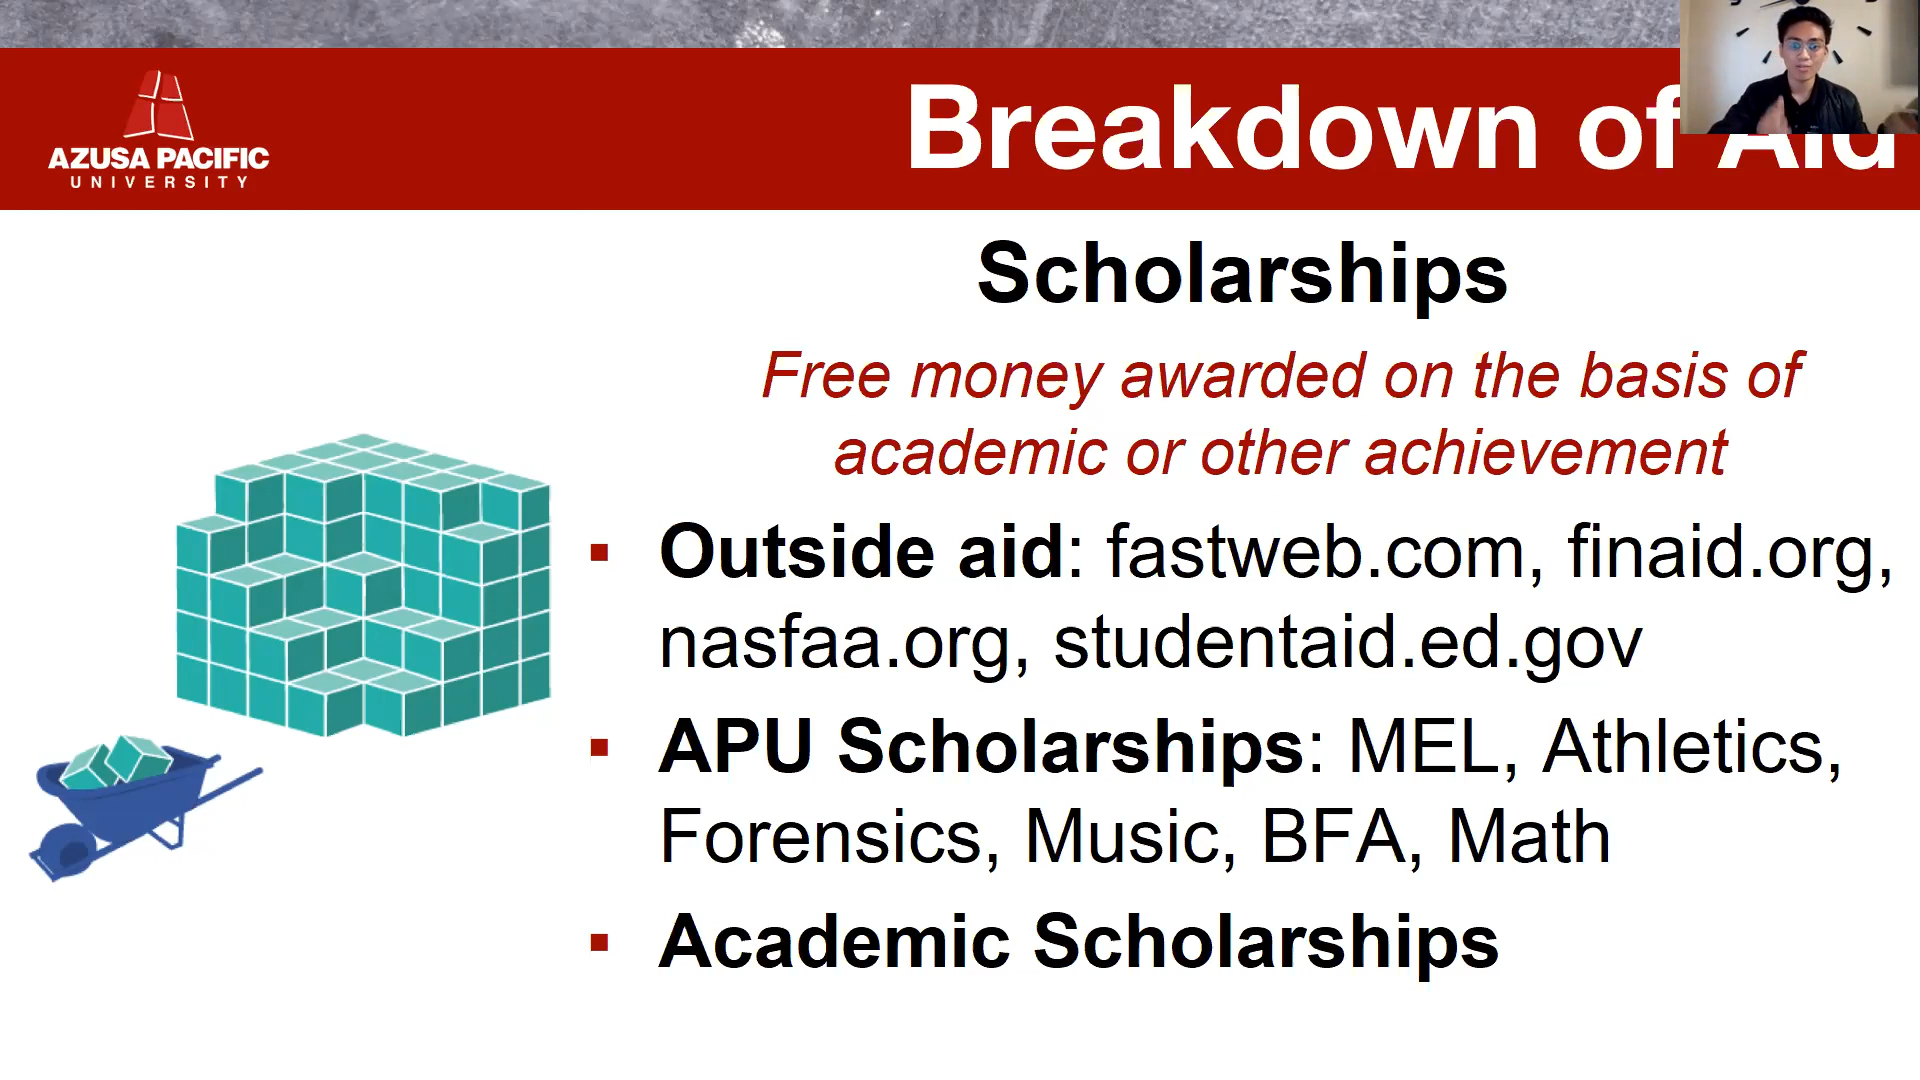 AZUSA PACIFIC
UNIVERSITY
Breakdown of Aid
Scholarships
Free money awarded on the basis of
academic or other achievement
▪ Outside aid: fastweb.com, finaid.org,
nasfaa.org, studentaid.ed.gov
▪ APU Scholarships: MEL, Athletics,
Forensics, Music, BFA, Math
▪ Academic Scholarships